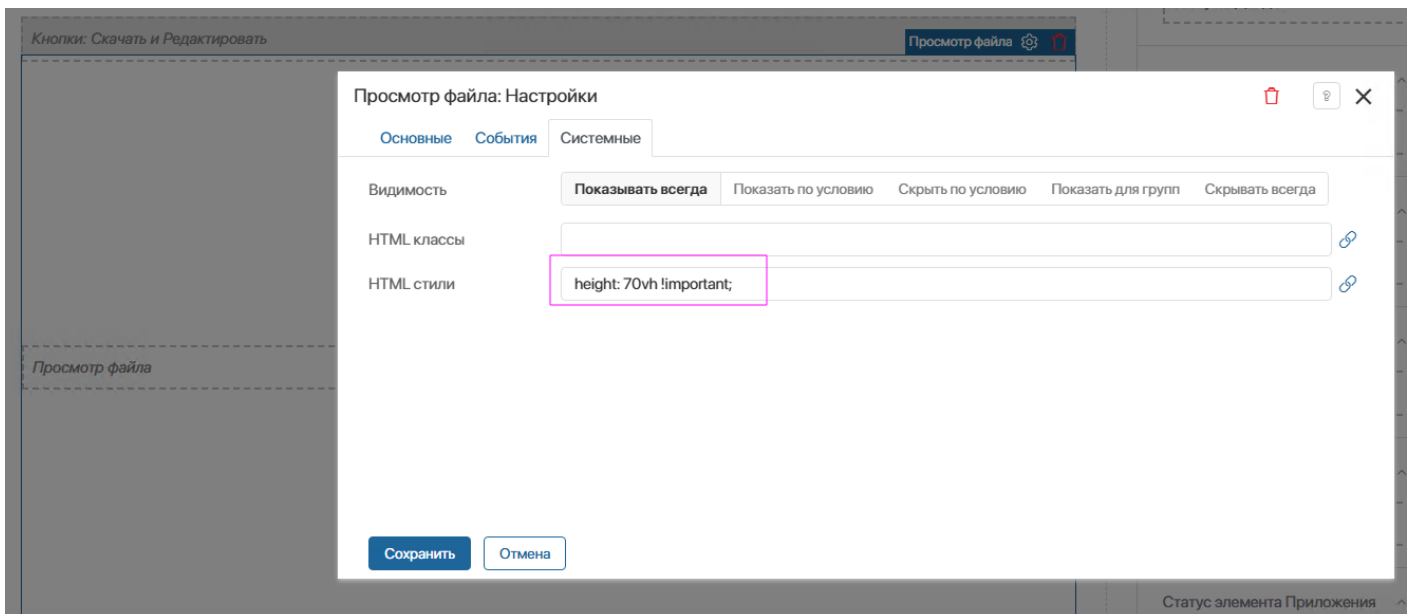 Кнопки: Скачать и Редактировать
Просмотр файла
Просмотр файла: Настройки
Основные События Системные
Видимость Показывать всегда Показать по условию Скрыть по условию Показать для групп Скрывать всегда
HTML классы
HTML стили height: 70vh !important;
Просмотр файла
Сохранить Отмена
Статус элемента Приложения